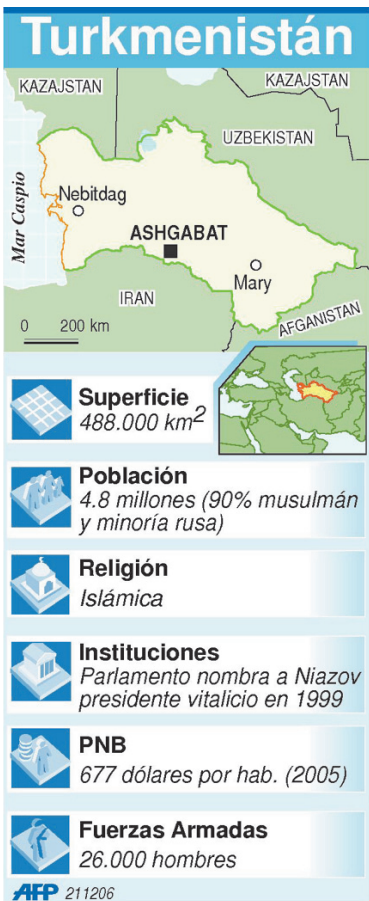 Turkmenistán
KAZAJSTAN
KAZAJSTAN
UZBEKISTAN
Mar Caspio
Nebitdag
ASHGABAT
Mary
IRAN
AFGANISTAN
0 200 km
Superficie
488.000 km2
Población
4.8 millones (90% musulmán
y minoría rusa)
Religión
Islámica
Instituciones
Parlamento nombra a Niazov
presidente vitalicio en 1999
PNB
677 dólares por hab. (2005)
Fuerzas Armadas
26.000 hombres
AFP 211206